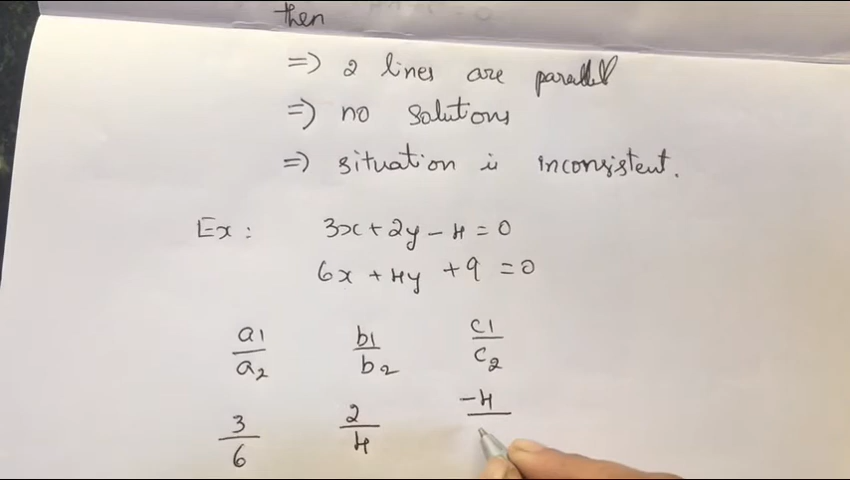 then
=> 2 lines are parallel
=> no solutions
=> situation is inconsistent.
Ex: 3x + 2y - 4 = 0
6x + 4y + 9 = 0
a1/a2 b1/b2 c1/c2
3/6 2/4 -4/